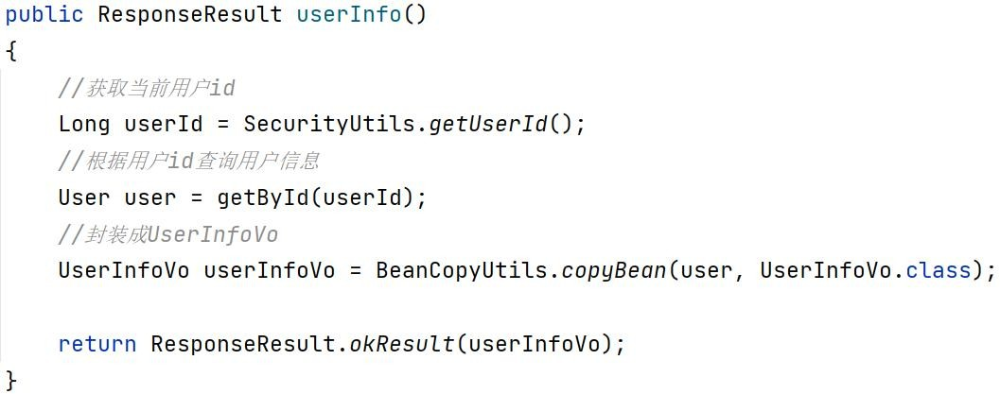 public ResponseResult userInfo()
{
    //获取当前用户id
    Long userId = SecurityUtils.getUserId();
    //根据用户id查询用户信息
    User user = getById(userId);
    //封装成UserInfoVo
    UserInfoVo userInfoVo = BeanCopyUtils.copyBean(user, UserInfoVo.class);

    return ResponseResult.okResult(userInfoVo);
}